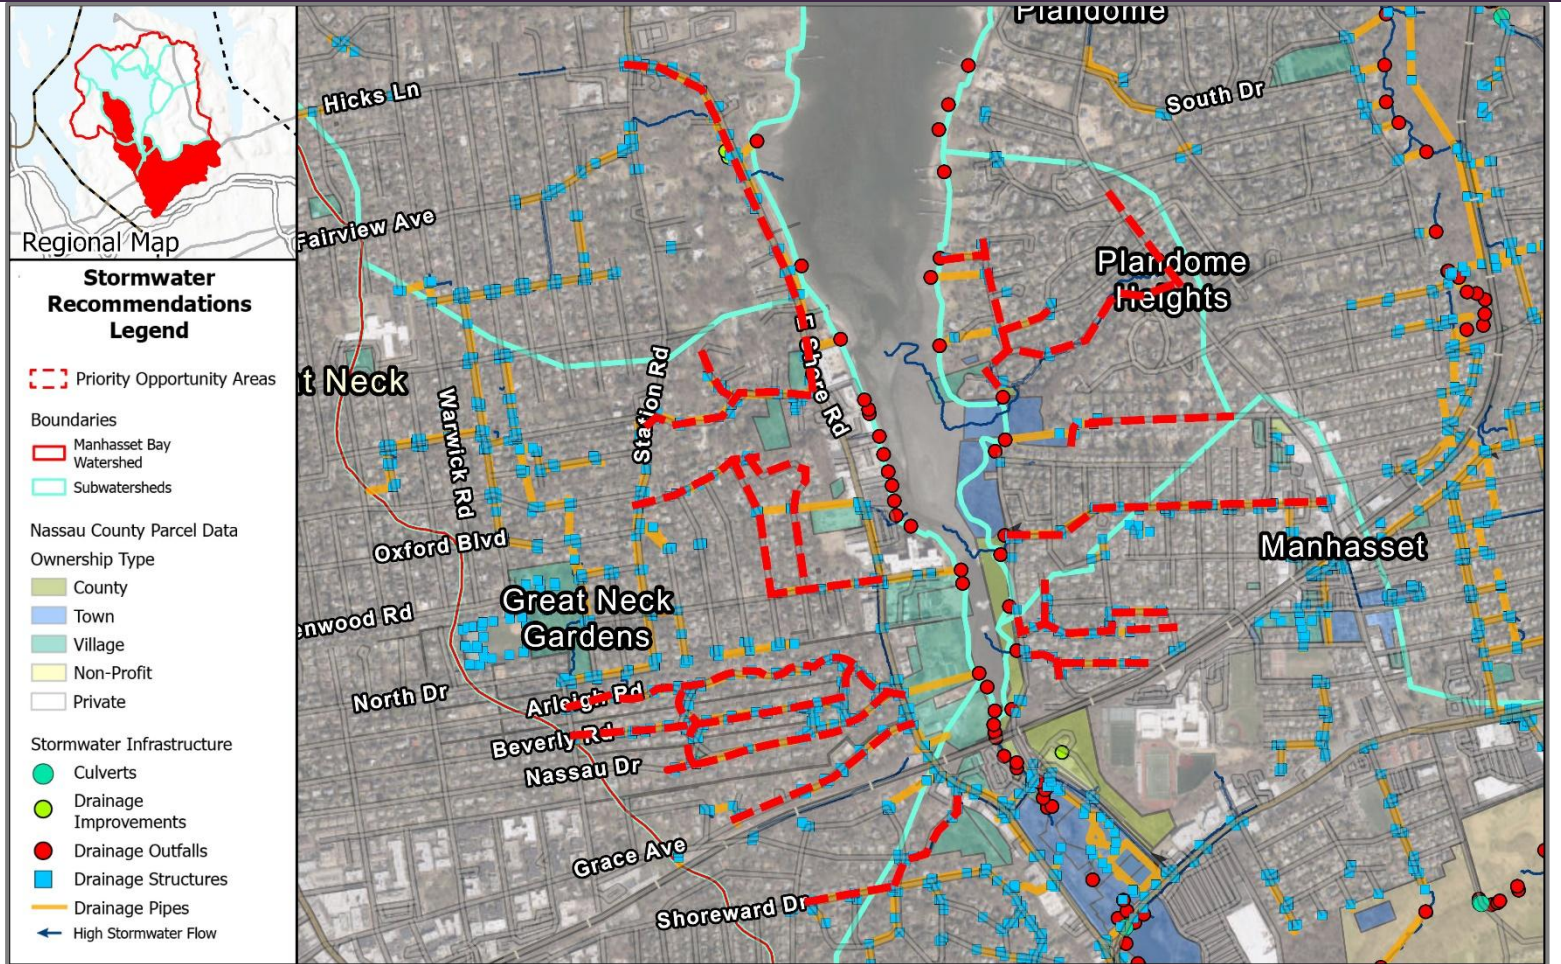 Regional Map
Stormwater
Recommendations
Legend
Priority Opportunity Areas
Boundaries
Manhasset Bay
Watershed
Subwatersheds
Nassau County Parcel Data
Ownership Type
County
Town
Village
Non-Profit
Private
Stormwater Infrastructure
Culverts
Drainage
Improvements
Drainage Outfalls
Drainage Structures
Drainage Pipes
High Stormwater Flow
Plandome
Hicks Ln
South Dr
Fairview Ave
Plandome
Heights
E Shore Rd
Station Rd
at Neck
Warwick Rd
Oxford Blvd
Manhasset
Great Neck
Gardens
enwood Rd
North Dr
Arleigh Rd
Beverly Rd
Nassau Dr
Grace Ave
Shoreward Dr